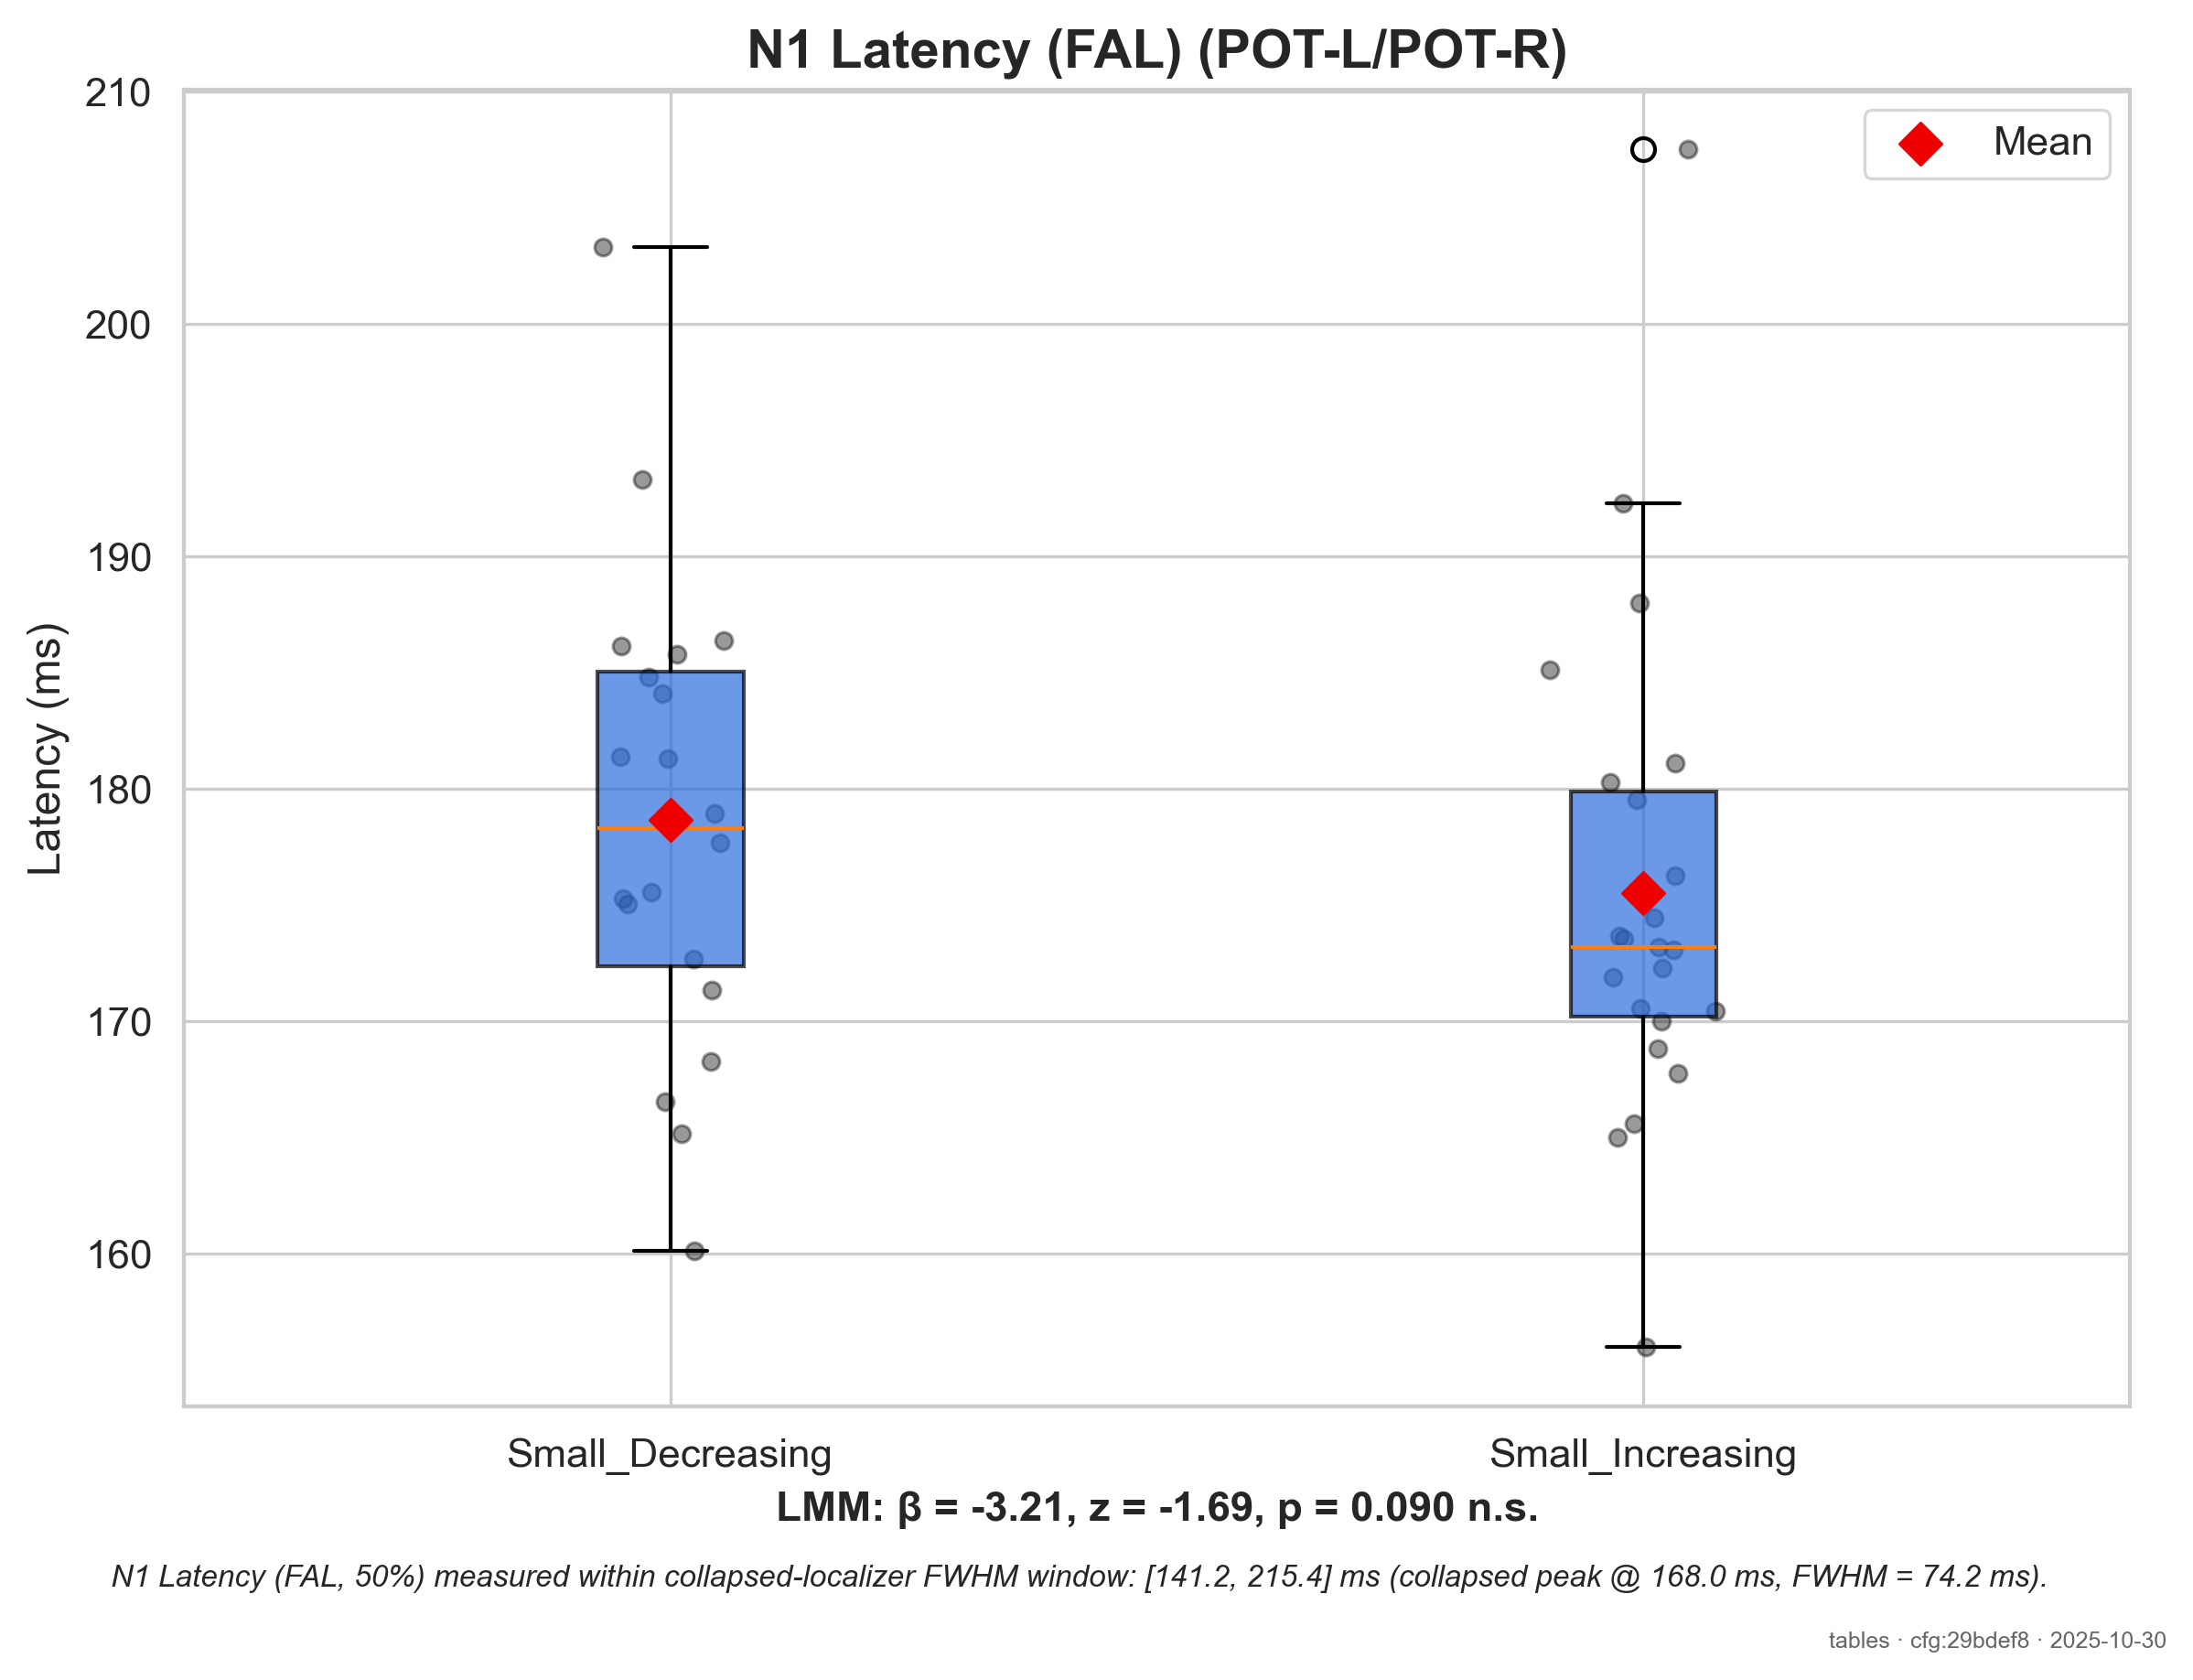 N1 Latency (FAL) (POT-L/POT-R)
210
200
190
180
170
160
Latency (ms)
Mean
Small_Decreasing
Small_Increasing
LMM: β = -3.21, z = -1.69, p = 0.090 n.s.
N1 Latency (FAL, 50%) measured within collapsed-localizer FWHM window: [141.2, 215.4] ms (collapsed peak @ 168.0 ms, FWHM = 74.2 ms).
tables · cfg:29bdef8 · 2025-10-30